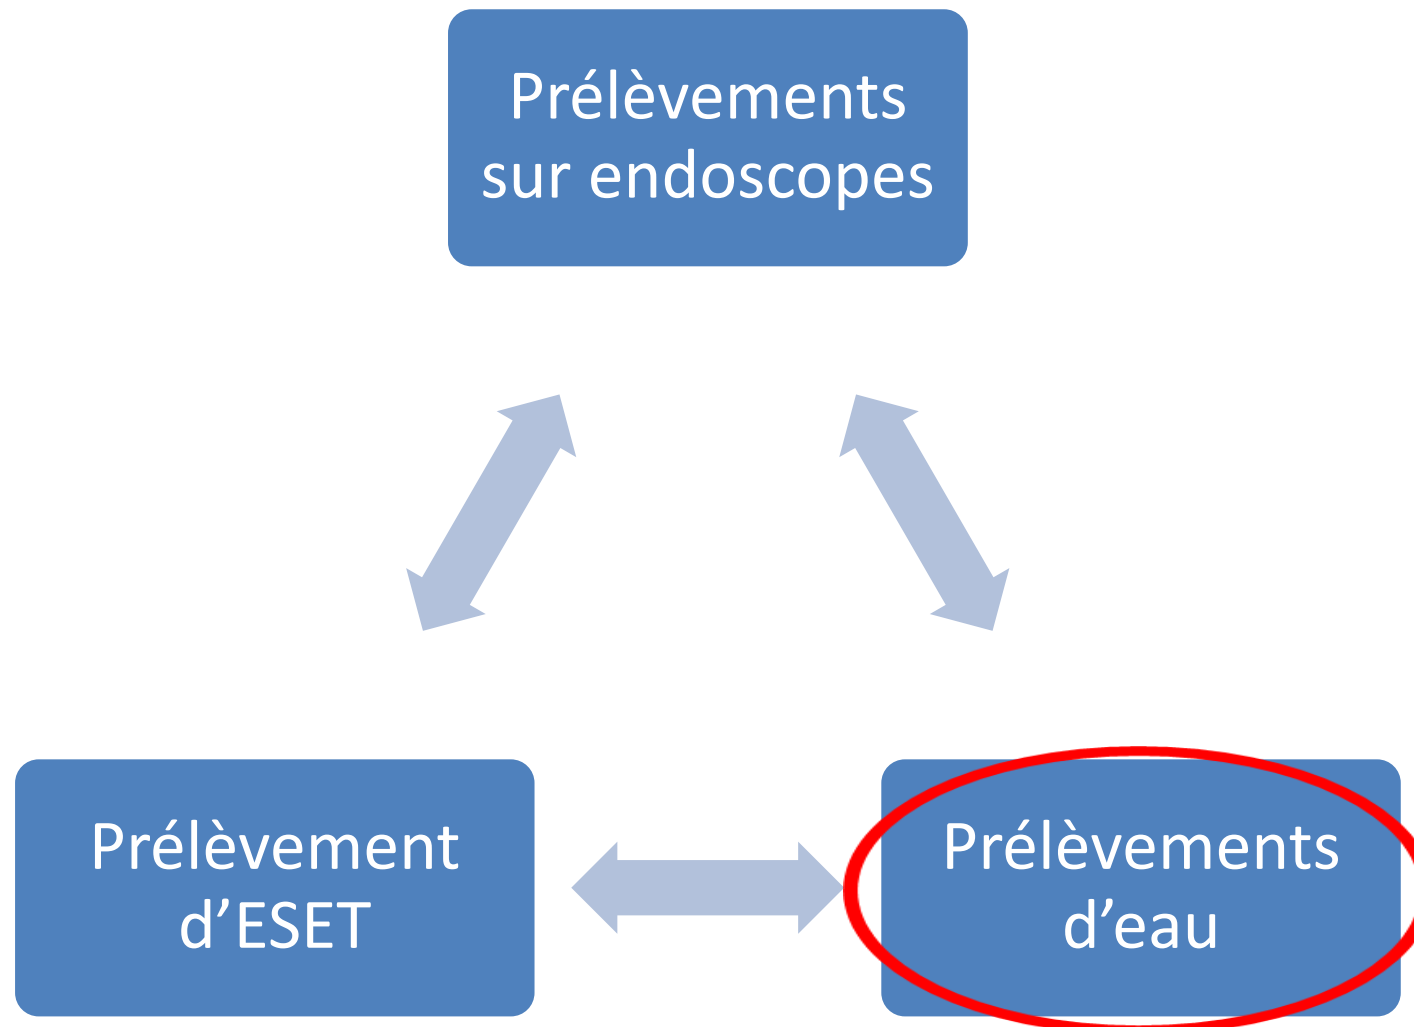 Prélèvements
sur endoscopes
Prélèvement
d’ESET
Prélèvements
d’eau